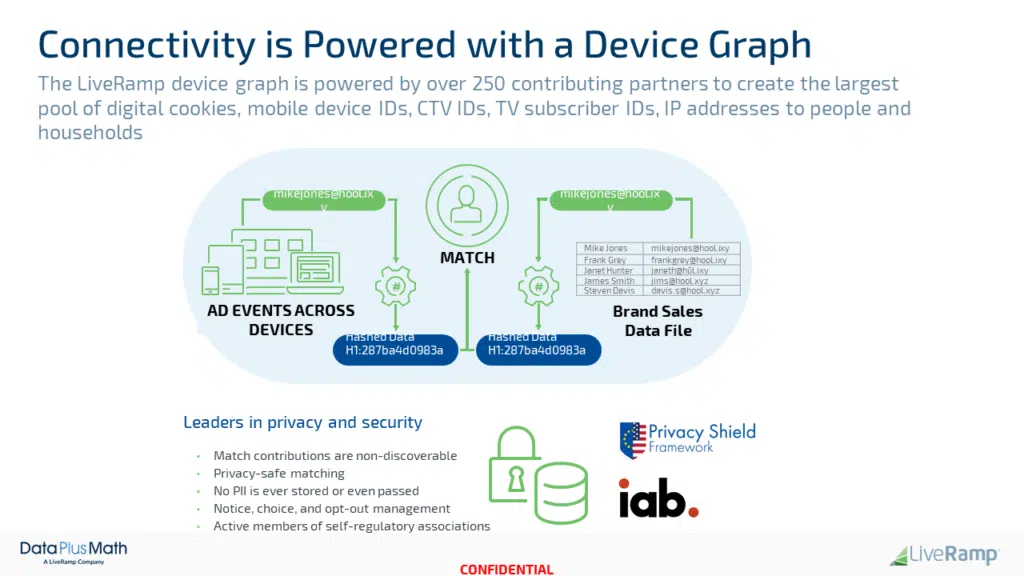 Connectivity is Powered with a Device Graph
The LiveRamp device graph is powered by over 250 contributing partners to create the largest
pool of digital cookies, mobile device IDs, CTV IDs, TV subscriber IDs, IP addresses to people and
households
mikejones@hool.ix
y
mikejones@hool.ix
y
MATCH
Mike Jones mikejones@hool.ixy
Frank Grey frankgrey@hool.ixy
Janet Hunter janeth@hûl.ixy
James Smith jims@hool.xyz
Steven Davis davis.s@hool.xyz
#
#
AD EVENTS ACROSS
DEVICES
Brand Sales
Data File
Hashed Data
H1:287ba4d0983a
Hashed Data
H1:287ba4d0983a
Leaders in privacy and security
• Match contributions are non-discoverable
• Privacy-safe matching
• No PII is ever stored or even passed
• Notice, choice, and opt-out management
• Active members of self-regulatory associations
Privacy Shield
Framework
iab.
DataPlusMath
A LiveRamp Company
LiveRamp
CONFIDENTIAL